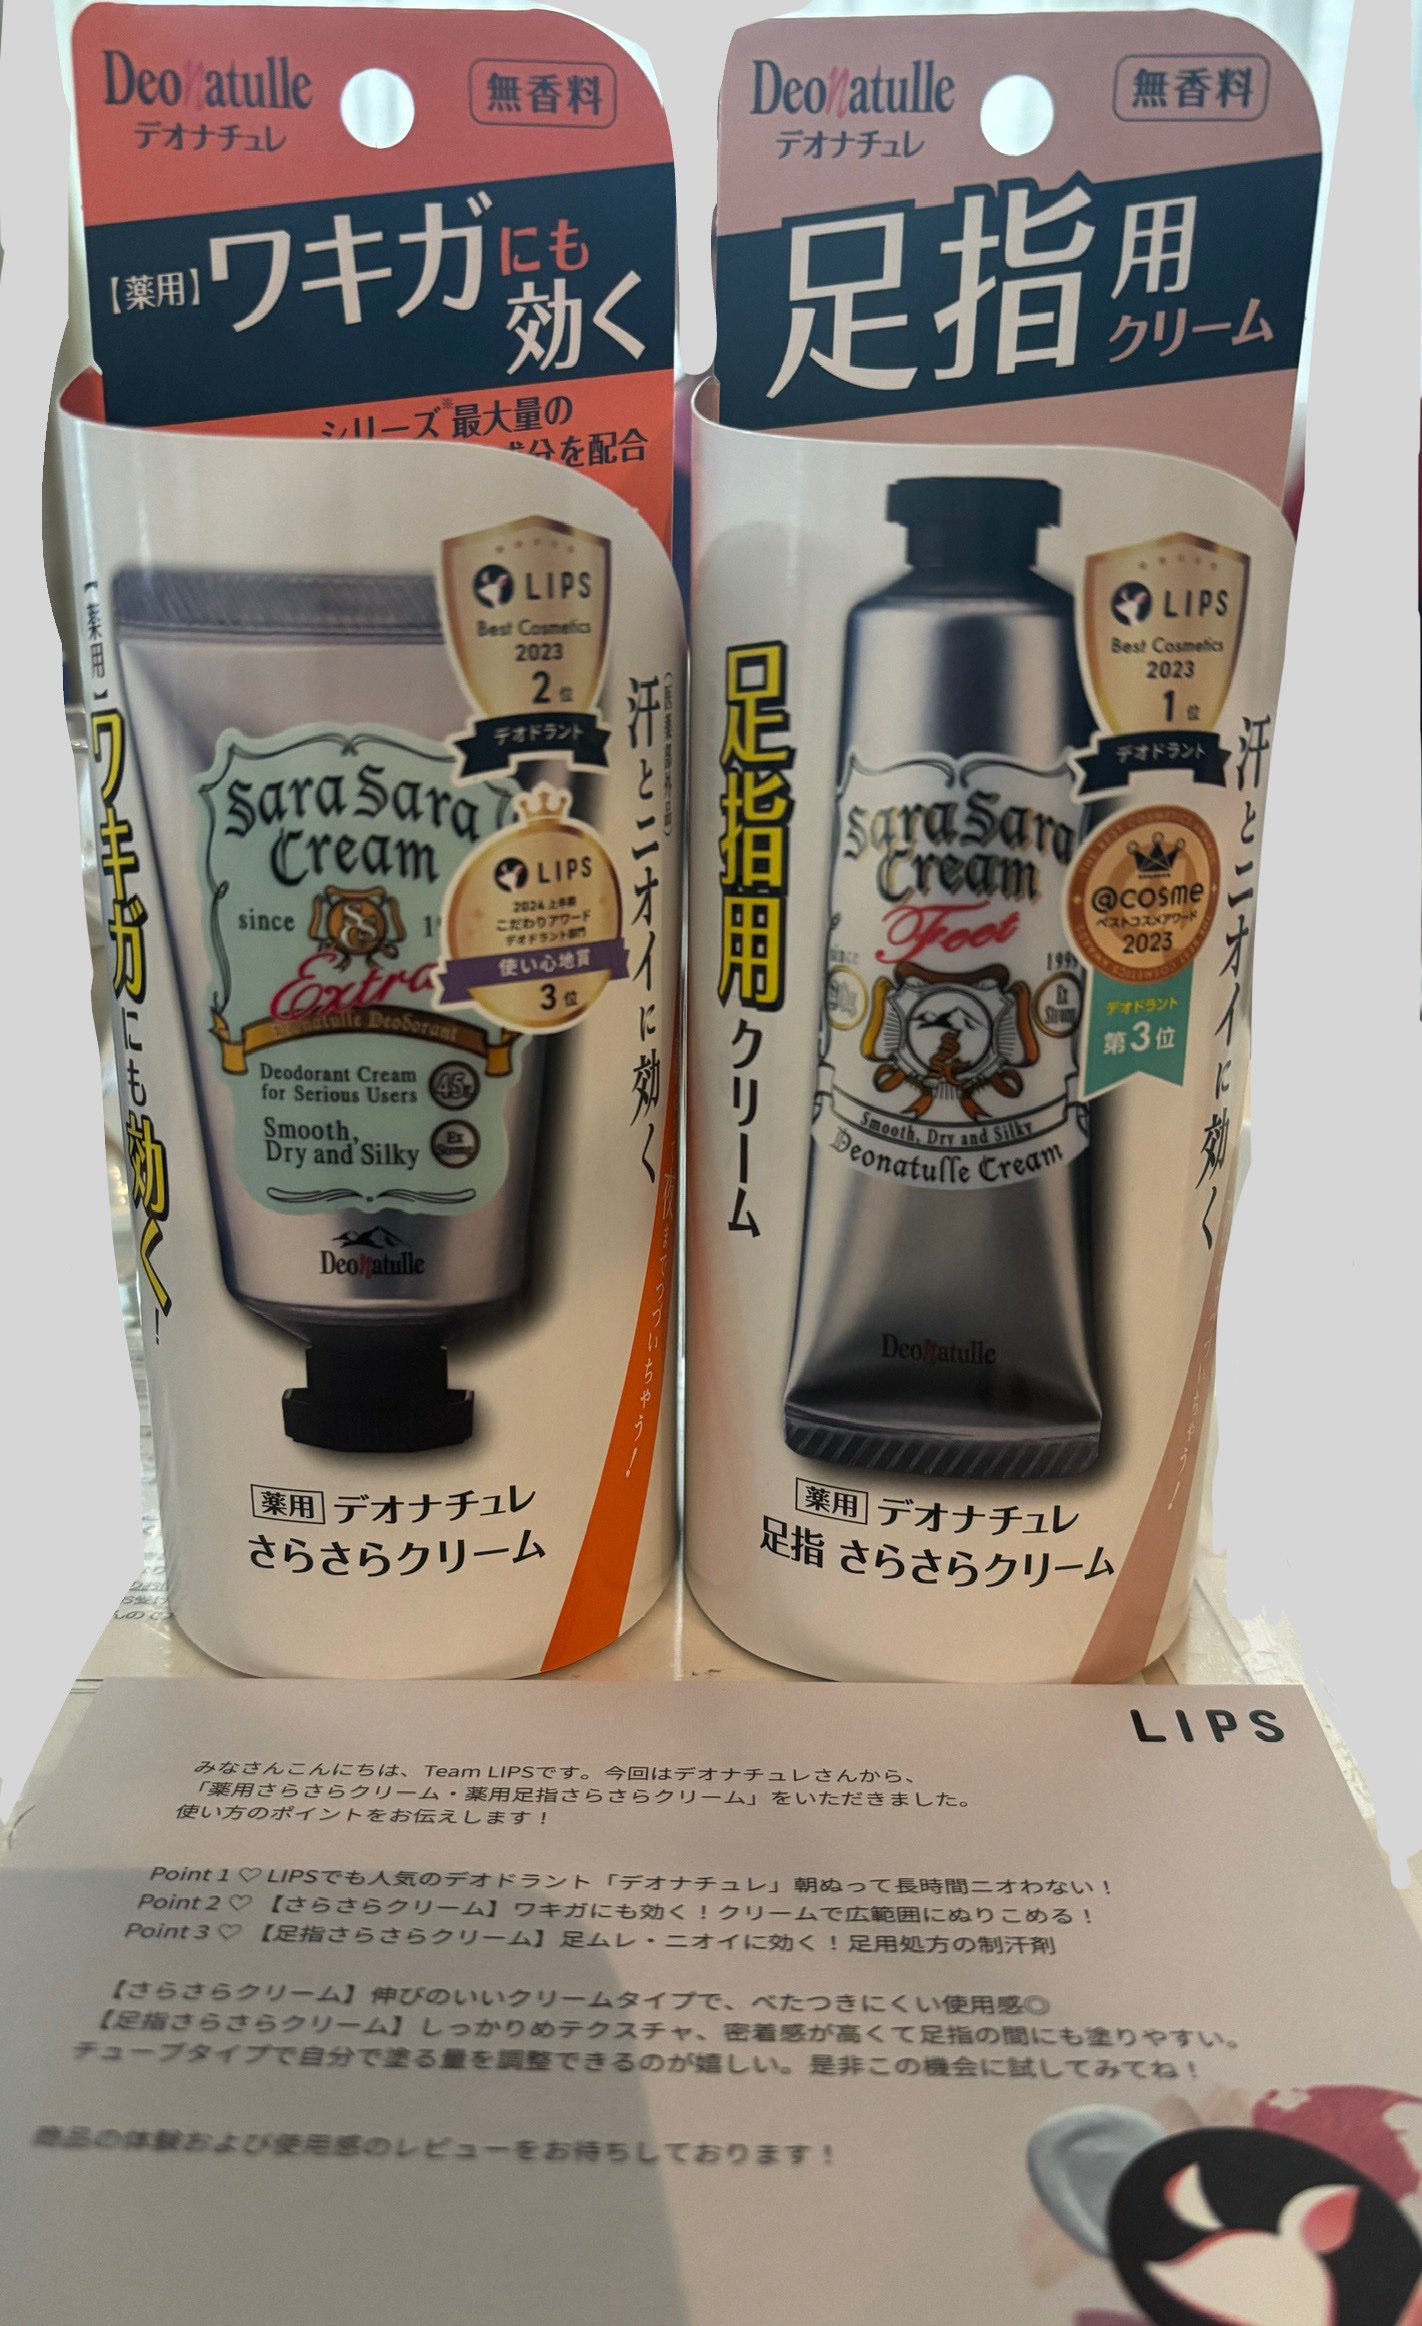 Deonatulle
デオナチュレ
無香料
【薬用】ワキガにも
効く
シリーズ※最大量の
成分を配合
【薬用】ワキガにも効く!
LIPS
Best Cosmetics
2023
2位
デオドラント
LIPS
2024 上半期
こだわりアワード
デオドラント部門
使い心地賞
3位
Sara Sara
Cream
since
Extra
Deonatulle Deodorant
Deodorant Cream
for Serious Users
45g
Smooth,
Dry and Silky
Ex
Strong
Deonatulle
(医薬部外品)
汗とニオイに効く
夜までつづいちゃう!
薬用 デオナチュレ
さらさらクリーム
Deonatulle
デオナチュレ
無香料
足指用
クリーム
足指用クリーム
LIPS
Best Cosmetics
2023
1位
デオドラント
@cosme
ベストコスメアワード
2023
デオドラント
第3位
Sara Sara
Cream
Feet
since
1999
Ex
Strong
Smooth, Dry and Silky
Deonatulle Cream
Deonatulle
汗とニオイに効く
ちゃう!
薬用 デオナチュレ
足指 さらさらクリーム
LIPS
みなさんこんにちは、Team LIPSです。今回はデオナチュレさんから、
「薬用さらさらクリーム・薬用足指さらさらクリーム」をいただきました。
使い方のポイントをお伝えします!
Point 1 ♡ LIPSでも人気のデオドラント「デオナチュレ」朝ぬって長時間ニオわない!
Point 2 ♡ 【さらさらクリーム】ワキガにも効く!クリームで広範囲にぬりこめる!
Point 3 ♡ 【足指さらさらクリーム】足ムレ・ニオイに効く!足用処方の制汗剤
【さらさらクリーム】伸びのいいクリームタイプで、べたつきにくい使用感◎
【足指さらさらクリーム】しっかりめテクスチャ、密着感が高くて足指の間にも塗りやすい。
チューブタイプで自分で塗る量を調整できるのが嬉しい。是非この機会に試してみてね!
商品の体験および使用感のレビューをお待ちしております!